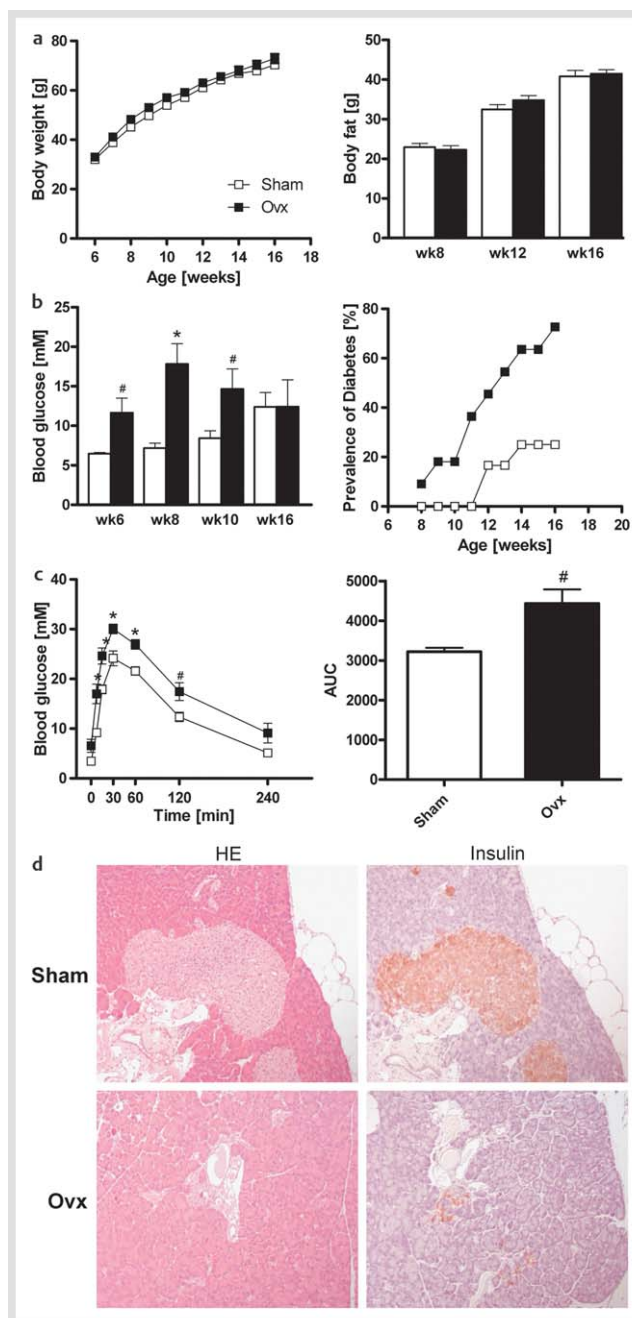 a
Body weight [g]
80
60
40
20
0
Sham
Ovx
6 8 10 12 14 16 18
Age [weeks]
Body fat [g]
50
40
30
20
10
0
wk8 wk12 wk16
b
Blood glucose [mM]
25
20
15
10
5
0
# * #
wk6 wk8 wk10 wk16
Prevalence of Diabetes [%]
80
60
40
20
0
6 8 10 12 14 16 18 20
Age [weeks]
c
Blood glucose [mM]
40
30
20
10
0
* * * * #
0 30 60 120 240
Time [min]
AUC
5000
4000
3000
2000
1000
0
#
Sham Ovx
d
HE Insulin
Sham
Ovx